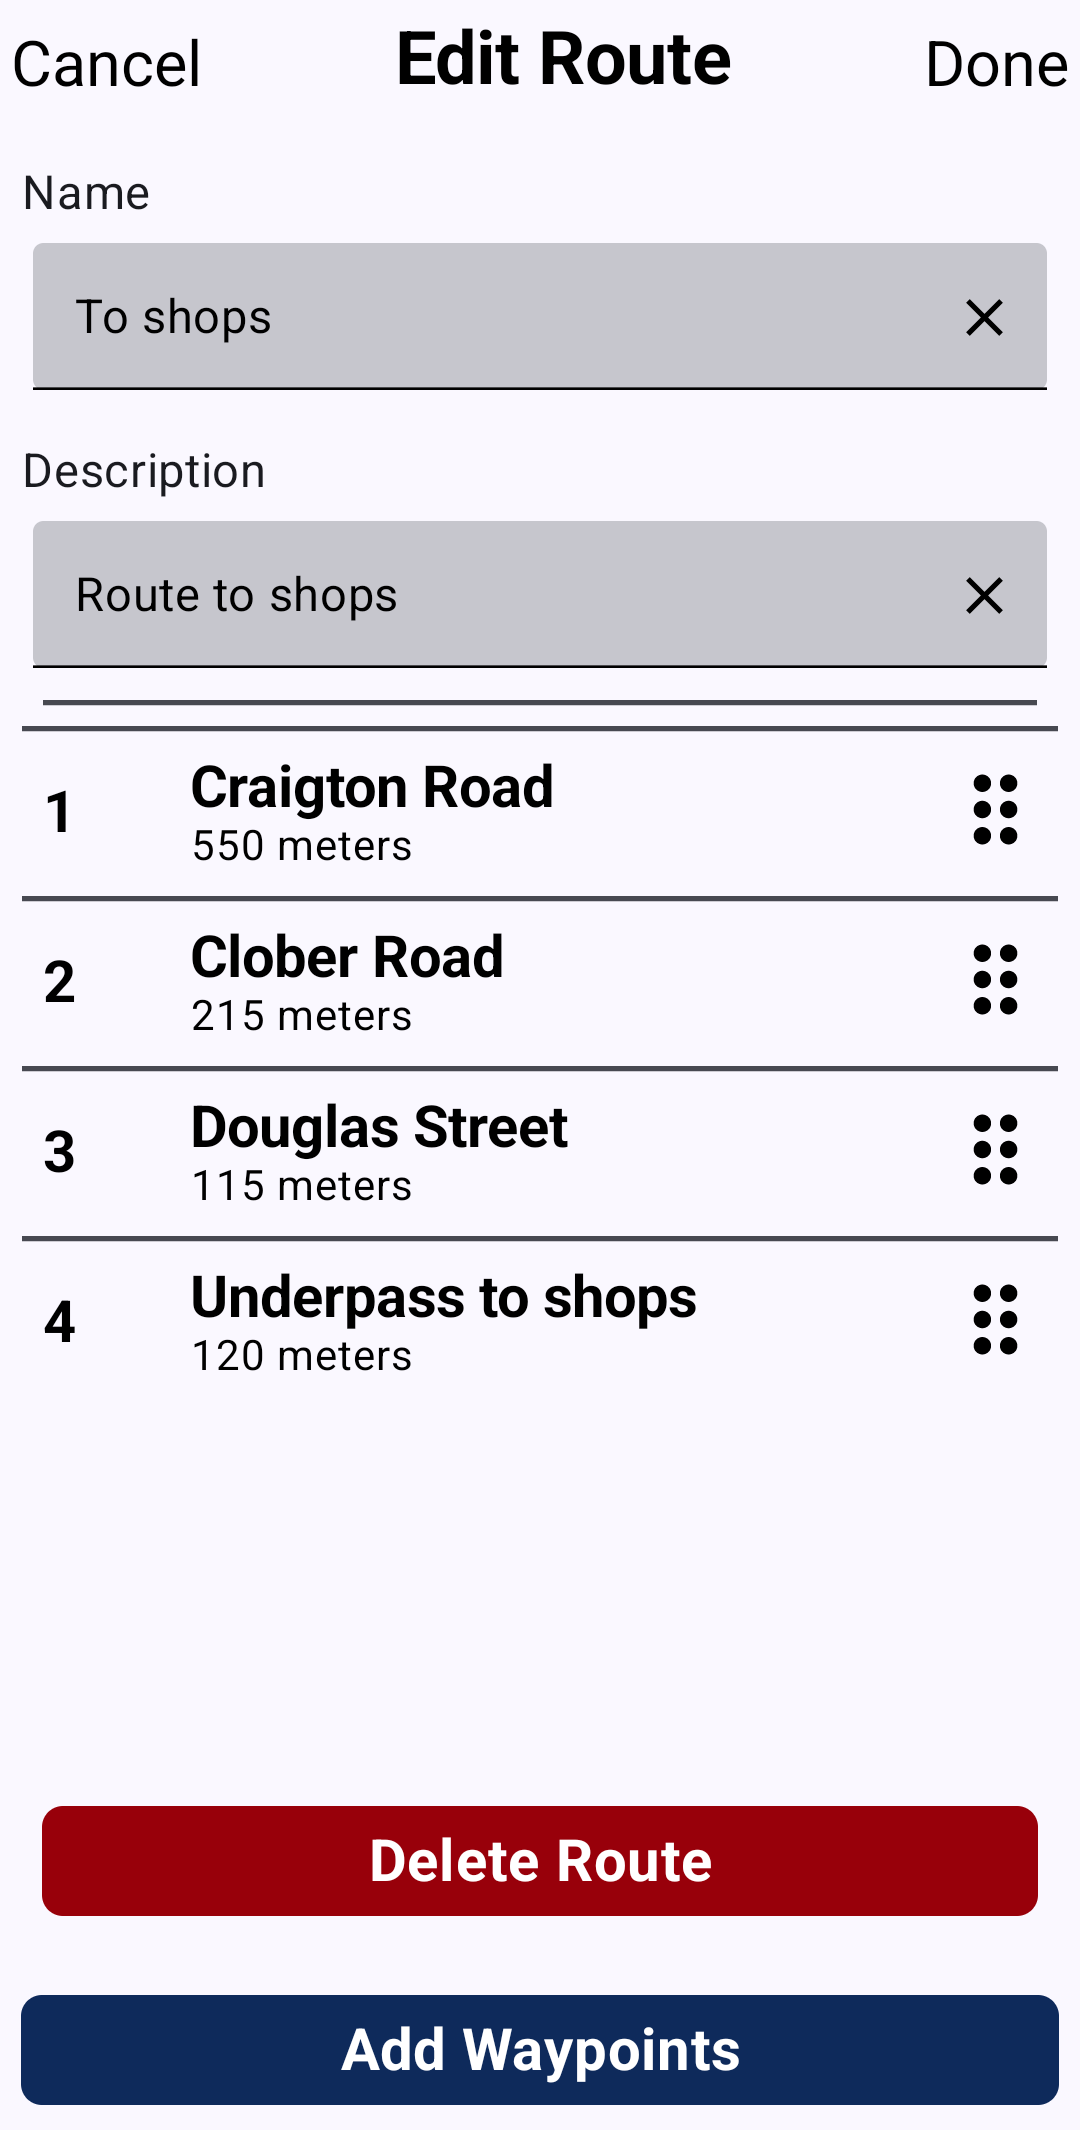 Cancel Edit Route Done
Name
To shops
Description
Route to shops
1 Craigton Road
550 meters
2 Clober Road
215 meters
3 Douglas Street
115 meters
4 Underpass to shops
120 meters
Delete Route
Add Waypoints